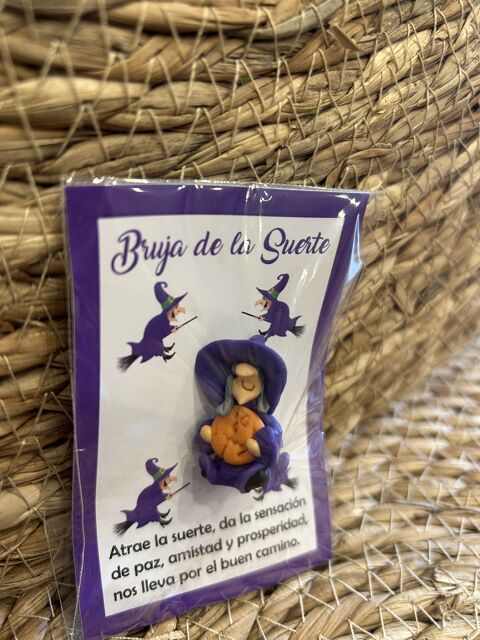 Bruja de la Suerte
Atrae la suerte, da la sensación
de paz, amistad y prosperidad,
nos lleva por el buen camino.